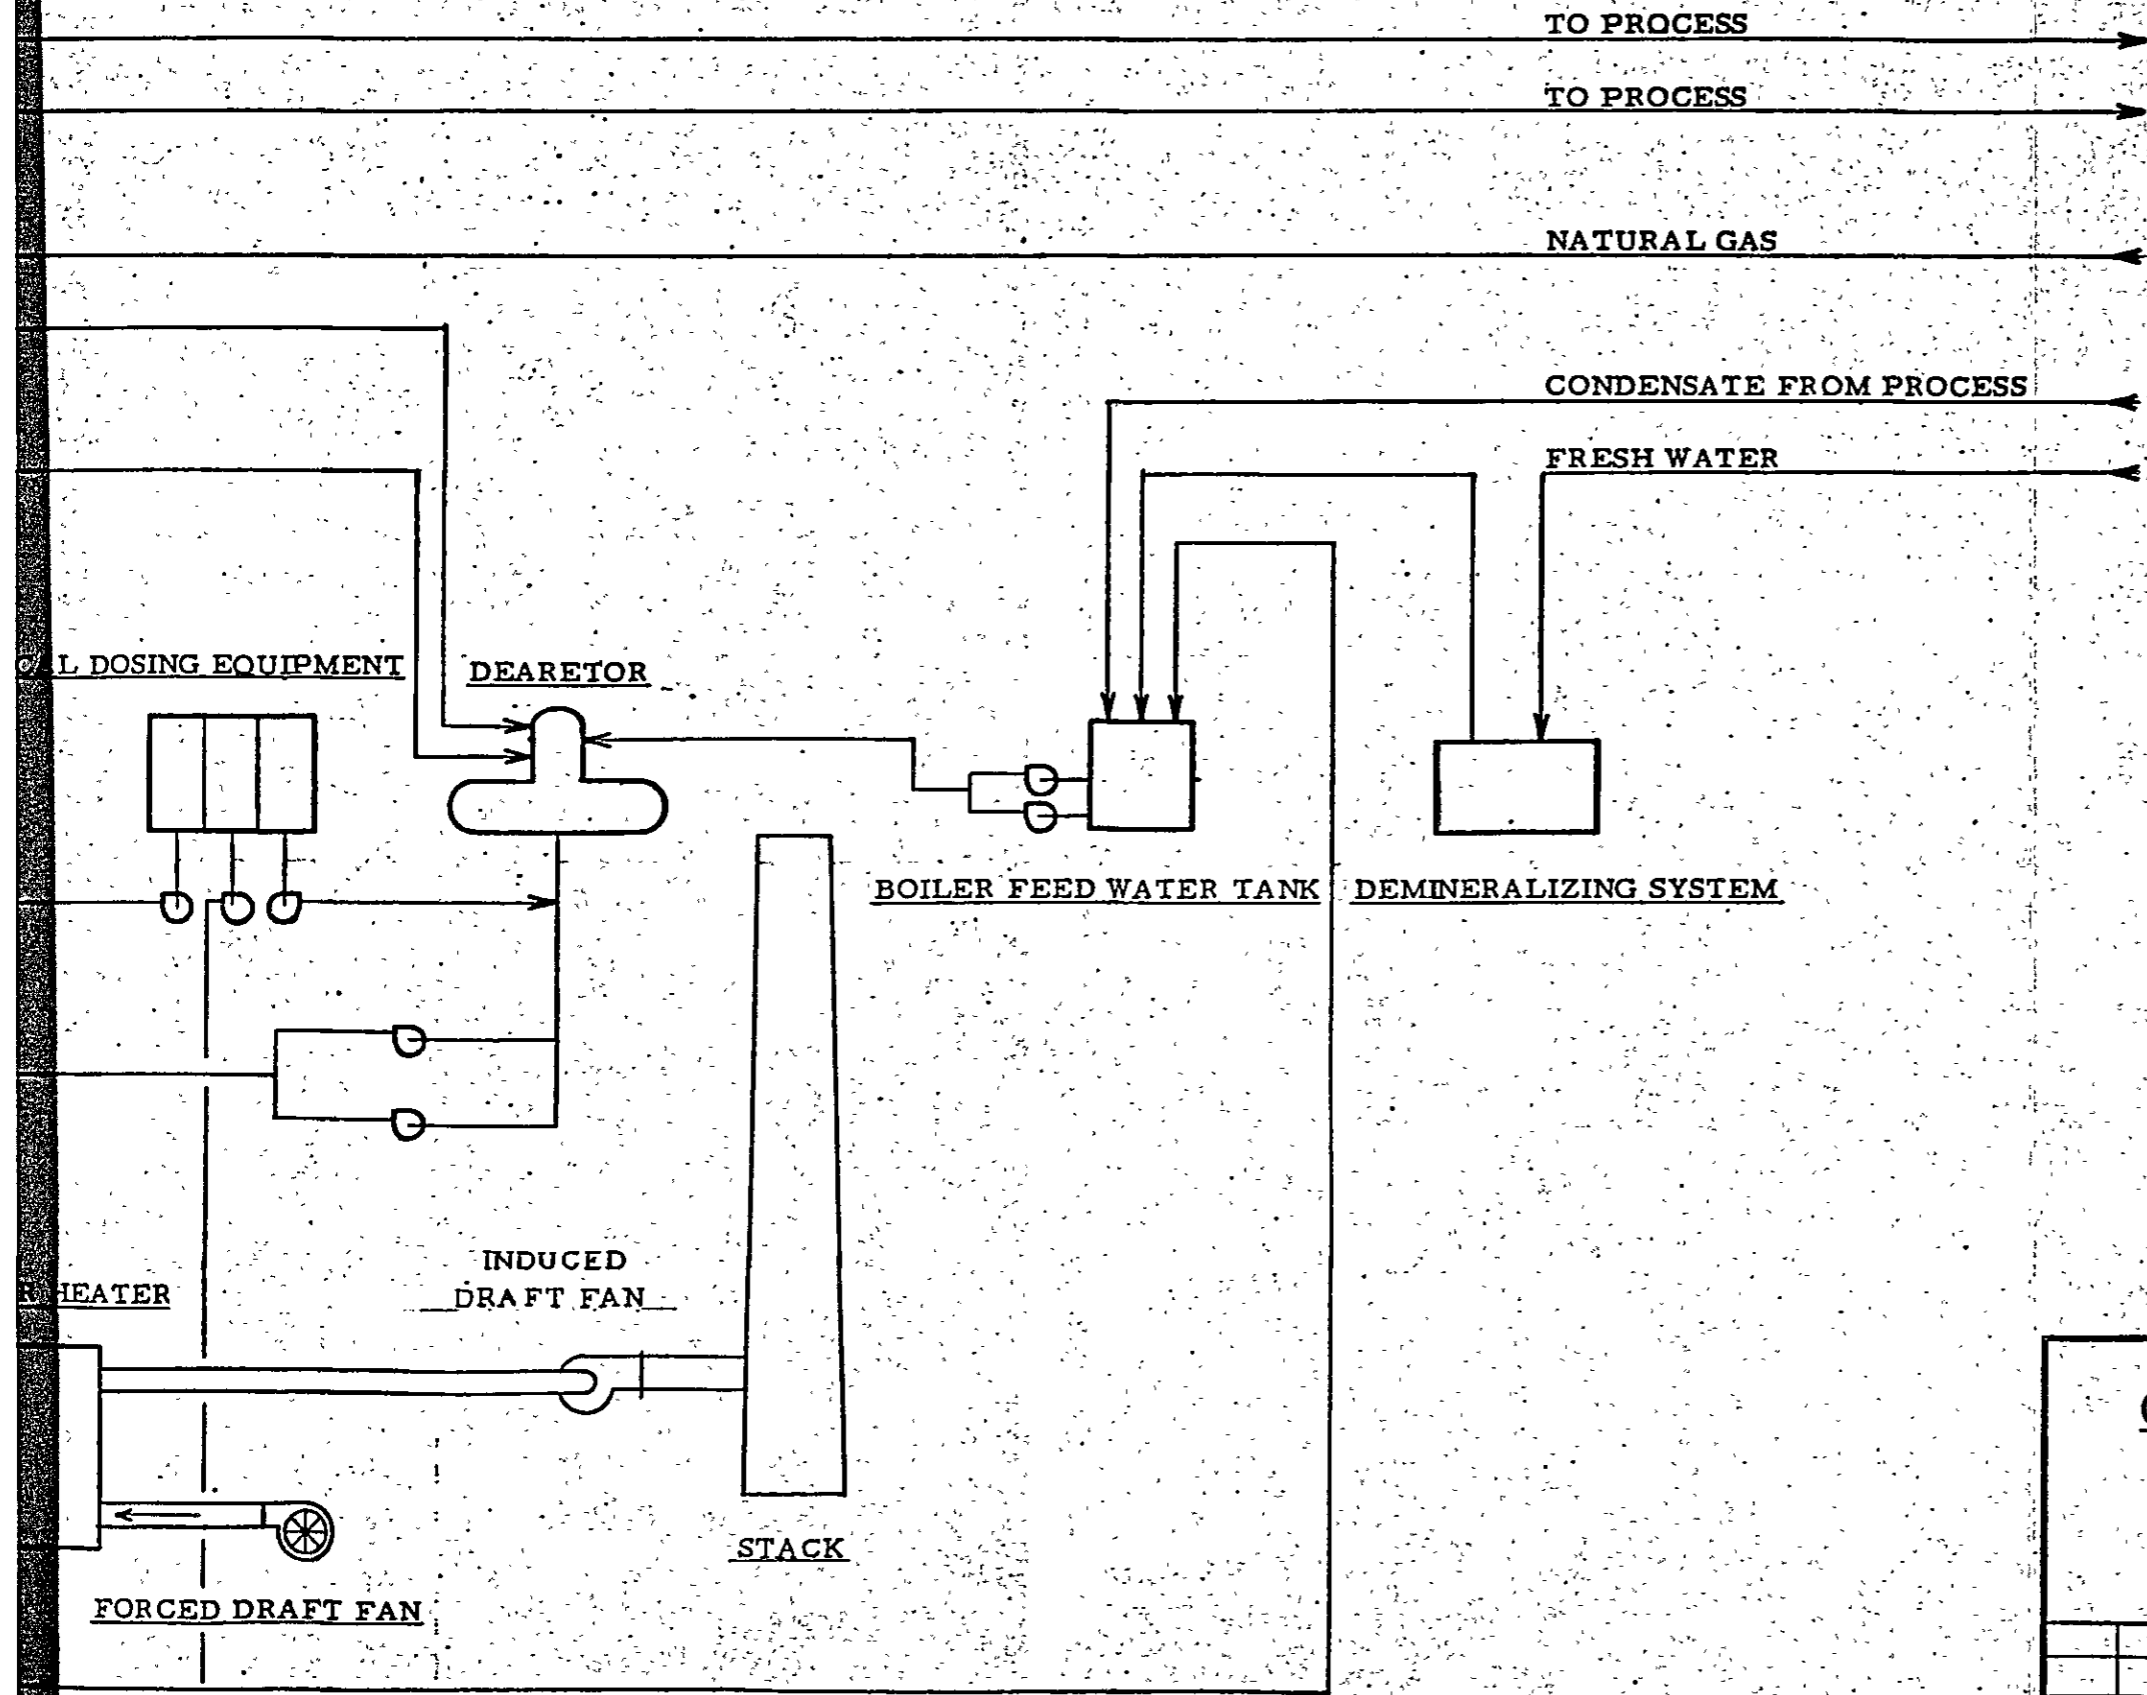 TO PROCESS
TO PROCESS
NATURAL GAS
CONDENSATE FROM PROCESS
FRESH WATER
L DOSING EQUIPMENT
DEARETOR
BOILER FEED WATER TANK
DEMINERALIZING SYSTEM
INDUCED
DRAFT FAN
HEATER
STACK
FORCED DRAFT FAN